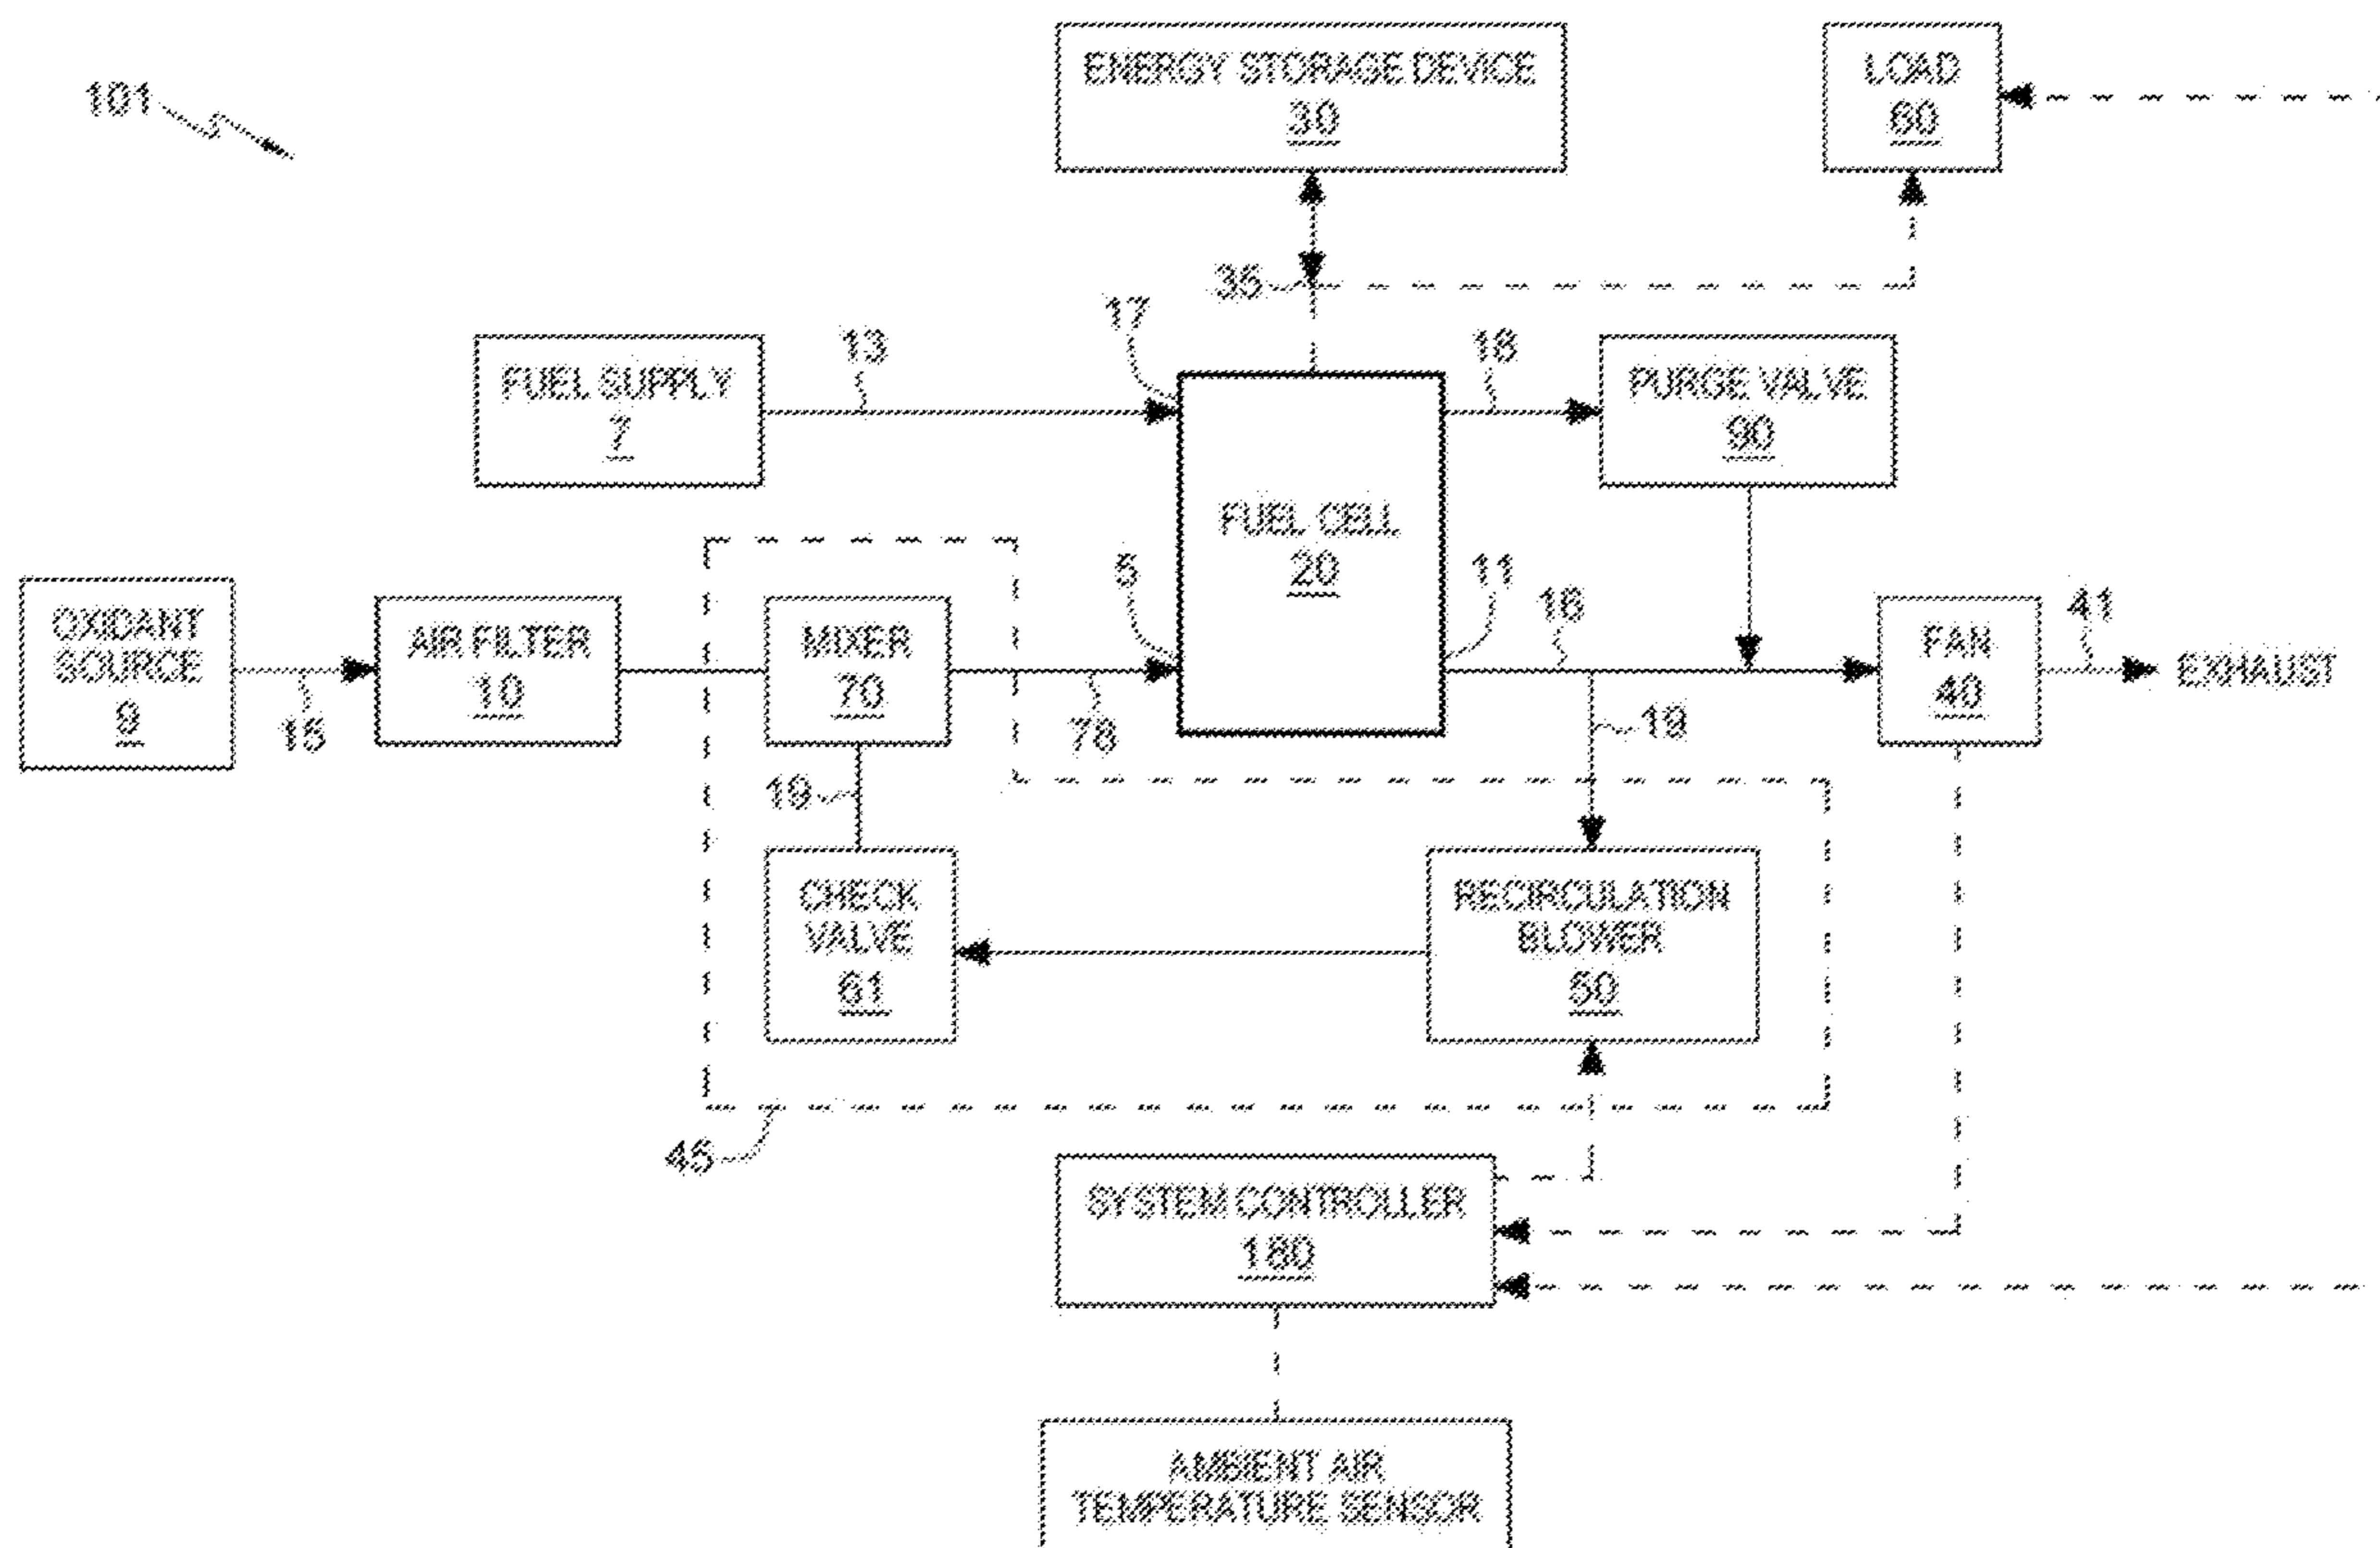 101
ENERGY STORAGE DEVICE
30
LOAD
60
35
17
13
18
FUEL SUPPLY
7
PURGE VALVE
90
FUEL CELL
20
5
11
16
41
OXIDANT
SOURCE
9
AIR FILTER
10
MIXER
70
FAN
40
EXHAUST
15
76
19
19
CHECK
VALVE
61
RECIRCULATION
BLOWER
50
45
SYSTEM CONTROLLER
180
AMBIENT AIR
TEMPERATURE SENSOR